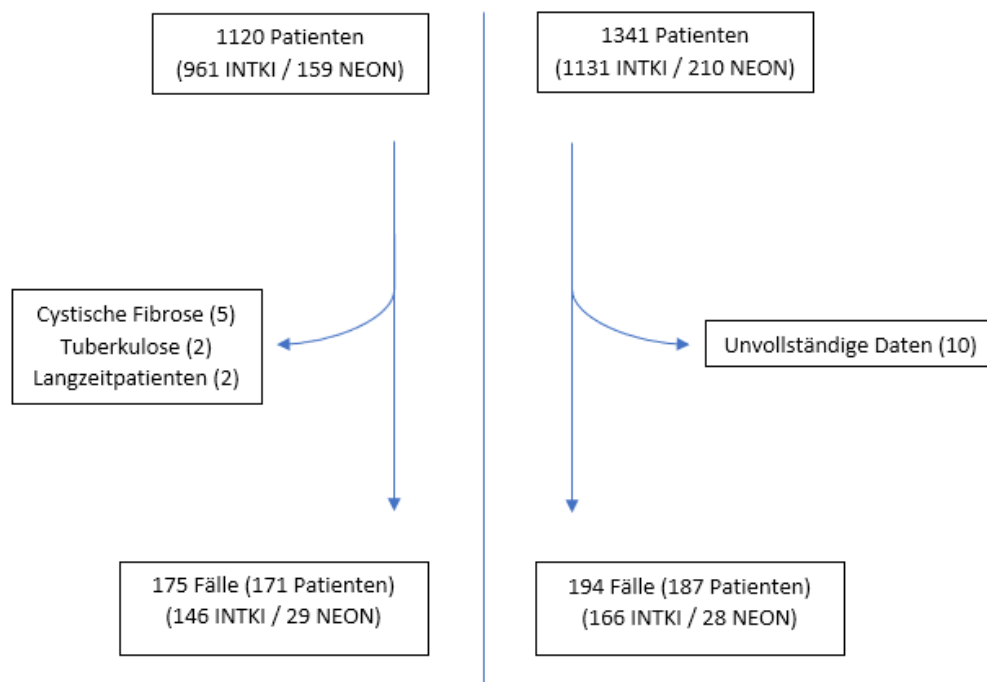 1120 Patienten
(961 INTKI / 159 NEON)
1341 Patienten
(1131 INTKI / 210 NEON)
Cystische Fibrose (5)
Tuberkulose (2)
Langzeitpatienten (2)
Unvollständige Daten (10)
175 Fälle (171 Patienten)
(146 INTKI / 29 NEON)
194 Fälle (187 Patienten)
(166 INTKI / 28 NEON)